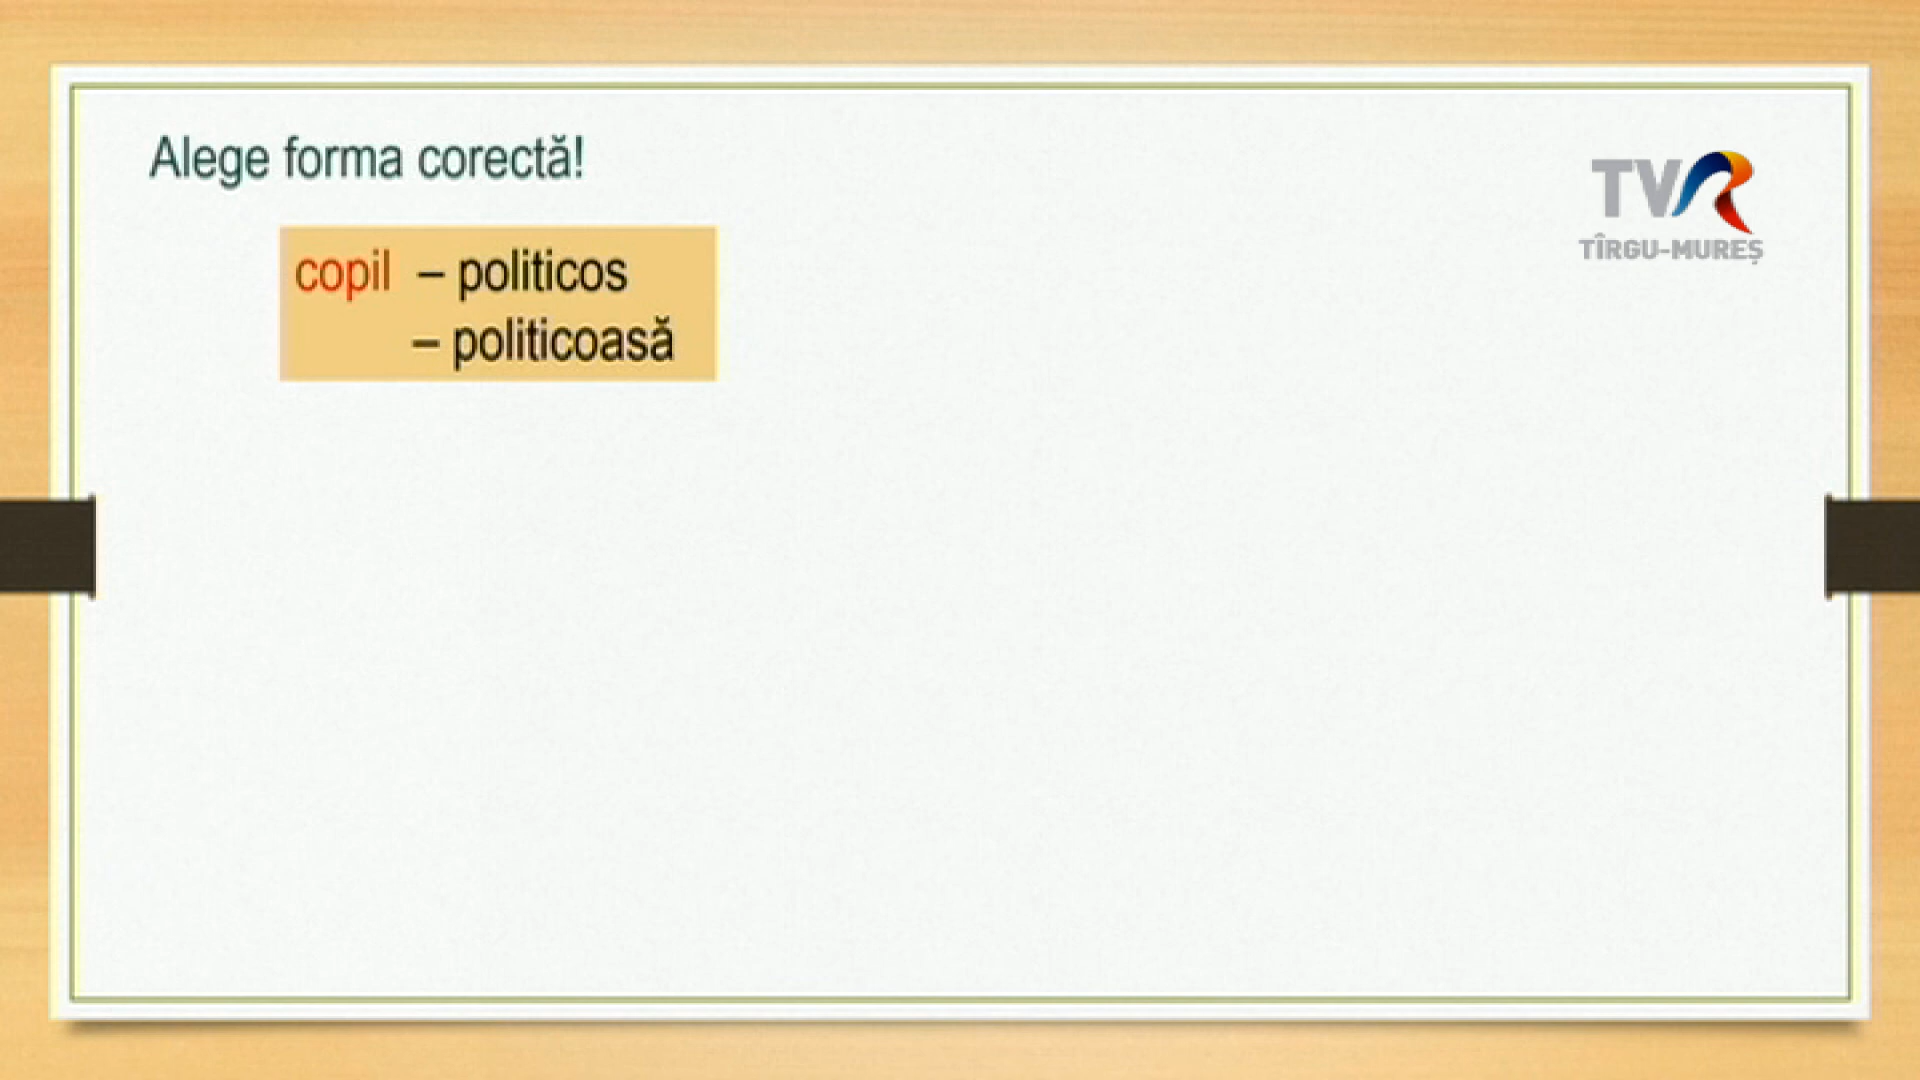 Alege forma corectă!
TVR
TÎRGU-MUREȘ
copil – politicos
– politicoasă